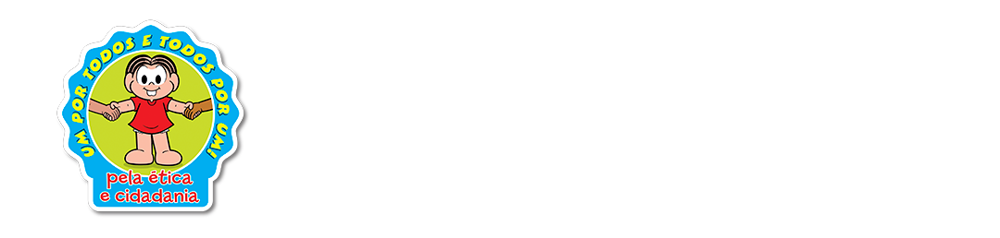 UM POR TODOS E TODOS POR UM!
pela ética
e cidadania